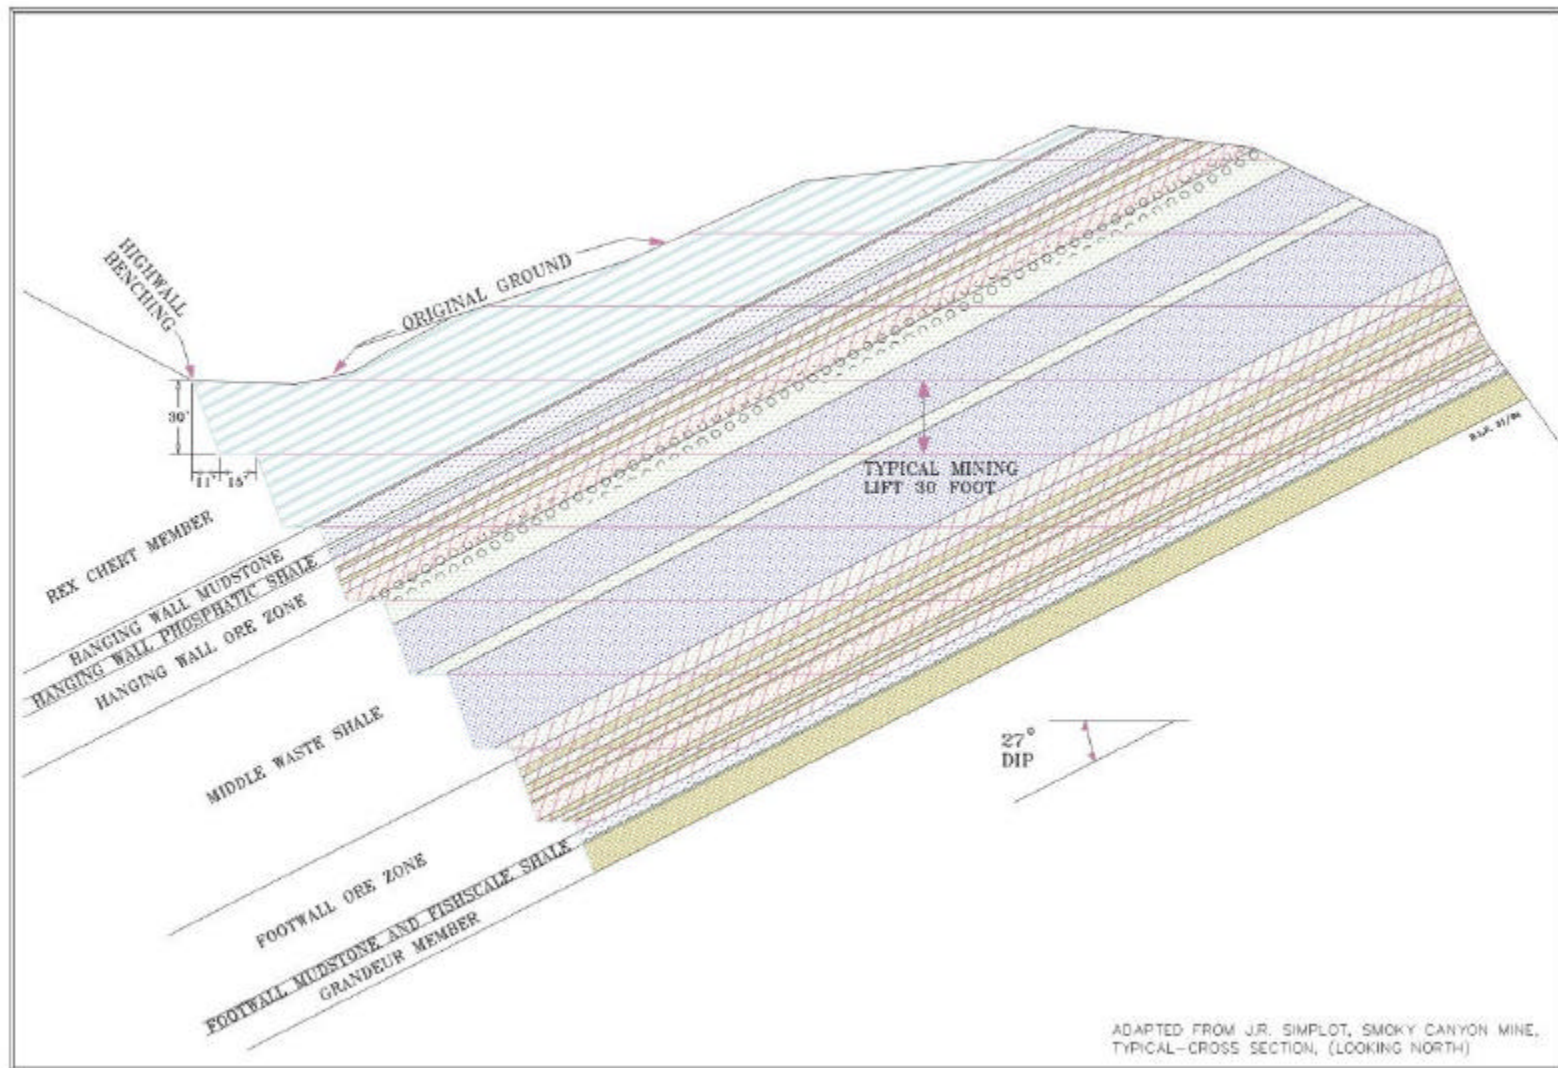 HIGHWALL
BENCHING
ORIGINAL GROUND
30'
11'
15'
TYPICAL MINING
LIFT 30 FOOT
REX CHERT MEMBER
HANGING WALL MUDSTONE
HANGING WALL PHOSPHATIC SHALE
HANGING WALL ORE ZONE
MIDDLE WASTE SHALE
27°
DIP
FOOTWALL ORE ZONE
FOOTWALL MUDSTONE AND FISHSCALE SHALE
GRANDEUR MEMBER
ADAPTED FROM J.R. SIMPLOT, SMOKY CANYON MINE,
TYPICAL-CROSS SECTION, (LOOKING NORTH)